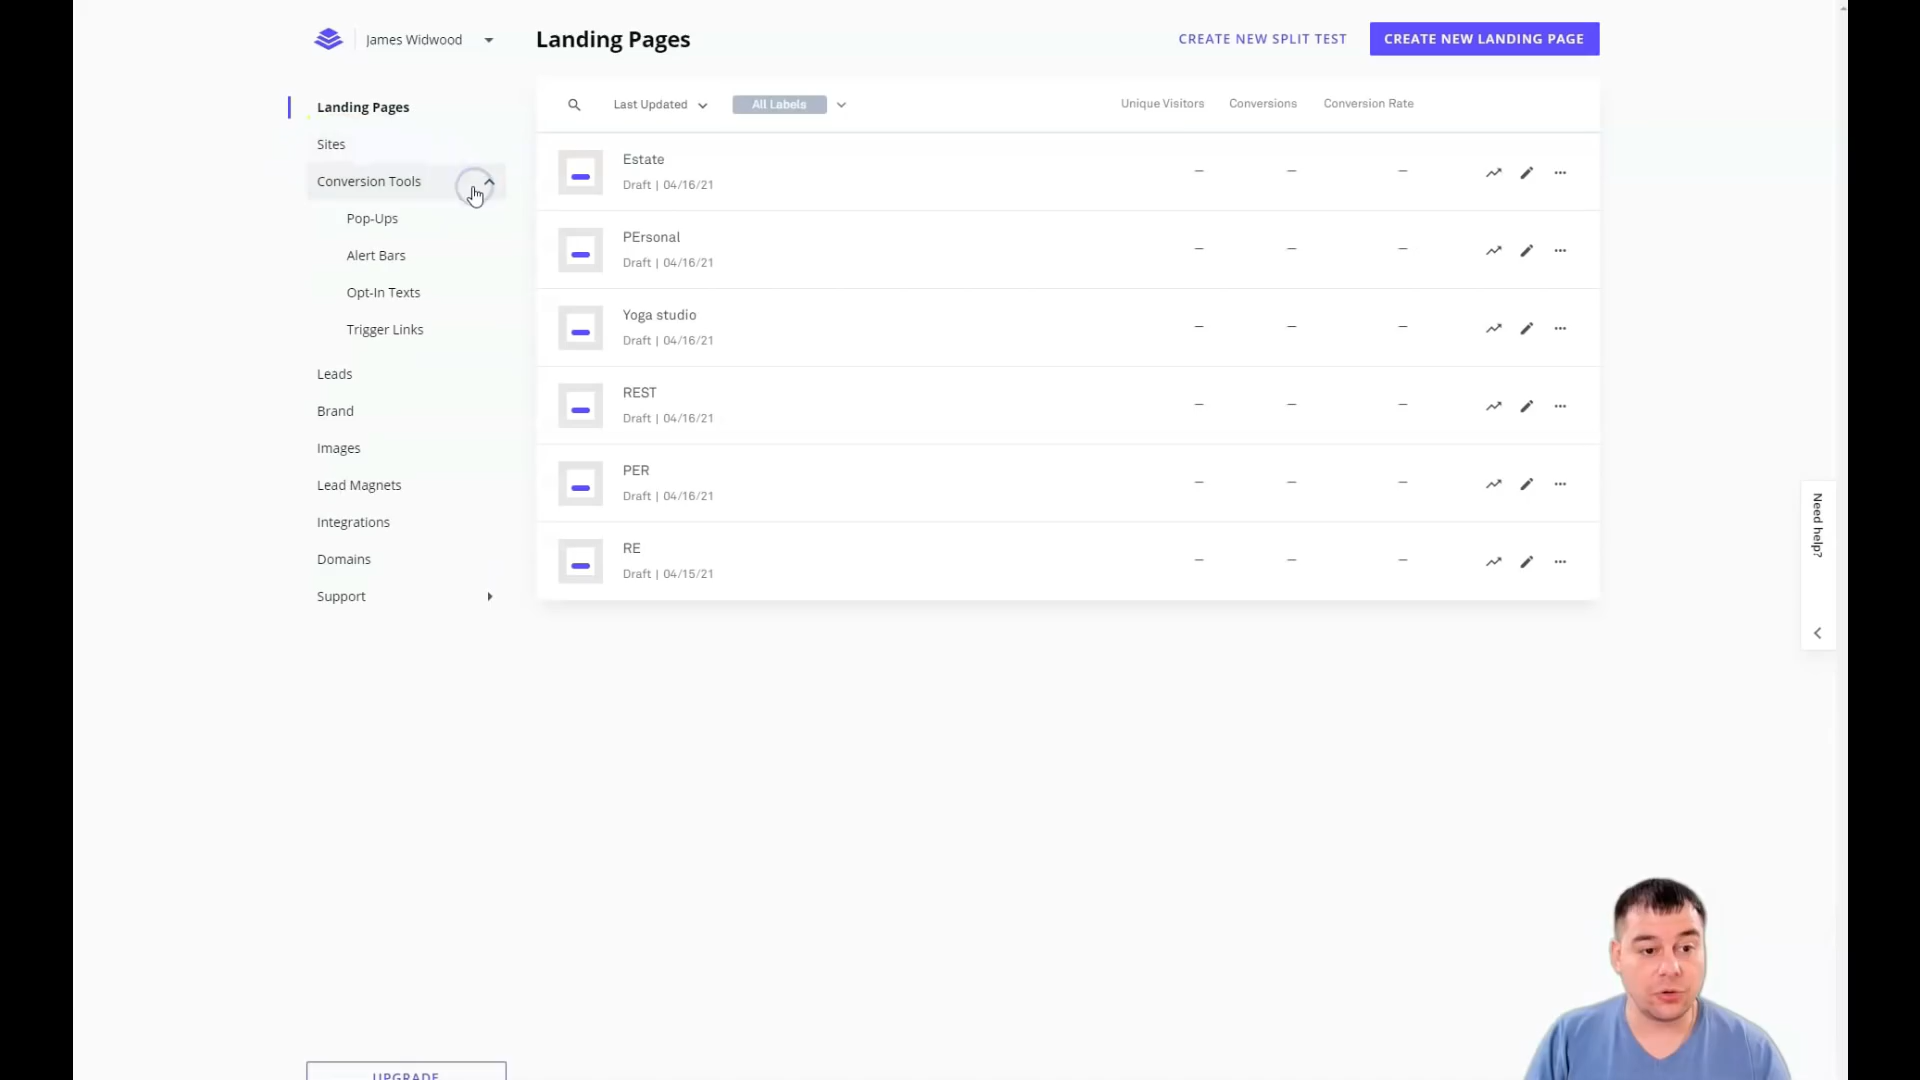 James Widwood
Landing Pages
CREATE NEW SPLIT TEST
CREATE NEW LANDING PAGE
Landing Pages
Sites
Conversion Tools
Pop-Ups
Alert Bars
Opt-In Texts
Trigger Links
Leads
Brand
Images
Lead Magnets
Integrations
Domains
Support
UPGRADE
Last Updated
All Labels
Unique Visitors
Conversions
Conversion Rate
Estate
Draft | 04/16/21
— — —
PErsonal
Draft | 04/16/21
— — —
Yoga studio
Draft | 04/16/21
— — —
REST
Draft | 04/16/21
— — —
PER
Draft | 04/16/21
— — —
RE
Draft | 04/15/21
— — —
Need help?